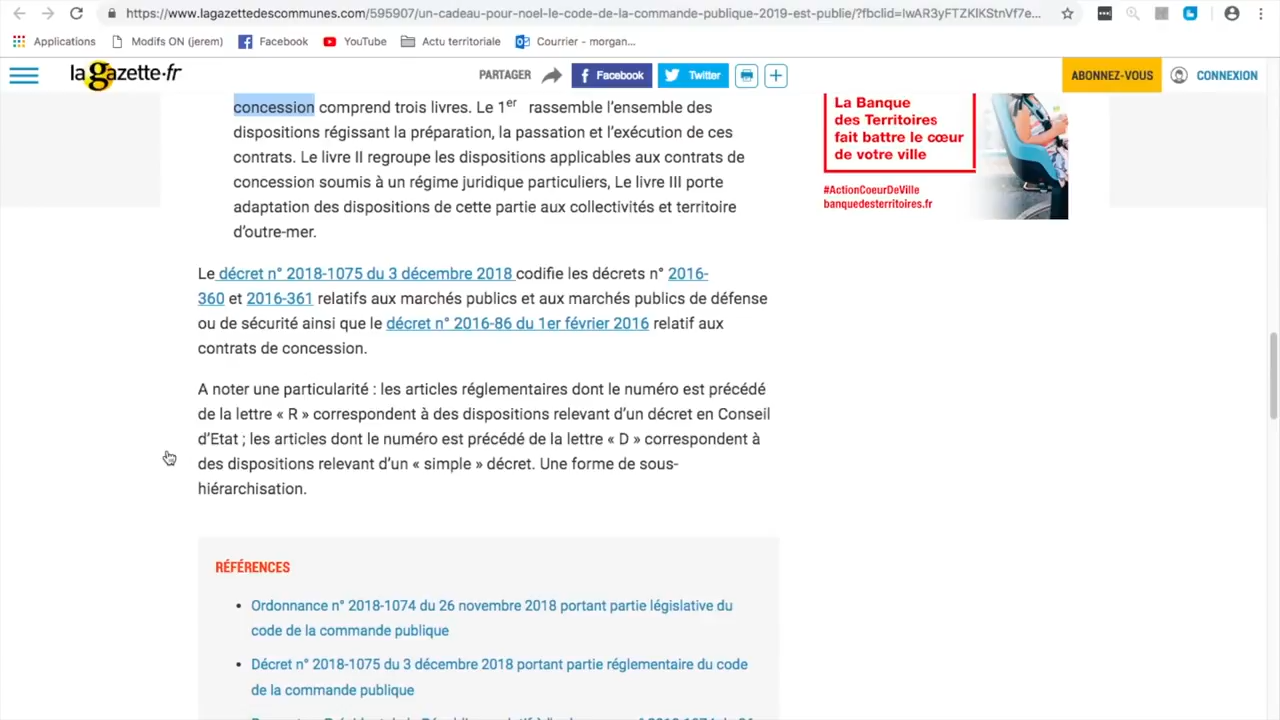 https://www.lagazettedescommunes.com/595907/un-cadeau-pour-noel-le-code-de-la-commande-publique-2019-est-publie/?fbclid=IwAR3yFTZKlKStnVf7e...
Applications
Modifs ON (jerem)
Facebook
YouTube
Actu territoriale
Courrier - morgan...
la gazette.fr
PARTAGER
Facebook
Twitter
ABONNEZ-VOUS
CONNEXION
concession comprend trois livres. Le 1er rassemble l'ensemble des
dispositions régissant la préparation, la passation et l'exécution de ces
contrats. Le livre II regroupe les dispositions applicables aux contrats de
concession soumis à un régime juridique particuliers, Le livre III porte
adaptation des dispositions de cette partie aux collectivités et territoire
d'outre-mer.
La Banque
des Territoires
fait battre le cœur
de votre ville
#ActionCoeurDeVille
banquedesterritoires.fr
Le décret n° 2018-1075 du 3 décembre 2018 codifie les décrets n° 2016-
360 et 2016-361 relatifs aux marchés publics et aux marchés publics de défense
ou de sécurité ainsi que le décret n° 2016-86 du 1er février 2016 relatif aux
contrats de concession.
A noter une particularité : les articles réglementaires dont le numéro est précédé
de la lettre « R » correspondent à des dispositions relevant d'un décret en Conseil
d'Etat ; les articles dont le numéro est précédé de la lettre « D » correspondent à
des dispositions relevant d'un « simple » décret. Une forme de sous-
hiérarchisation.
RÉFÉRENCES
• Ordonnance n° 2018-1074 du 26 novembre 2018 portant partie législative du
code de la commande publique
• Décret n° 2018-1075 du 3 décembre 2018 portant partie réglementaire du code
de la commande publique